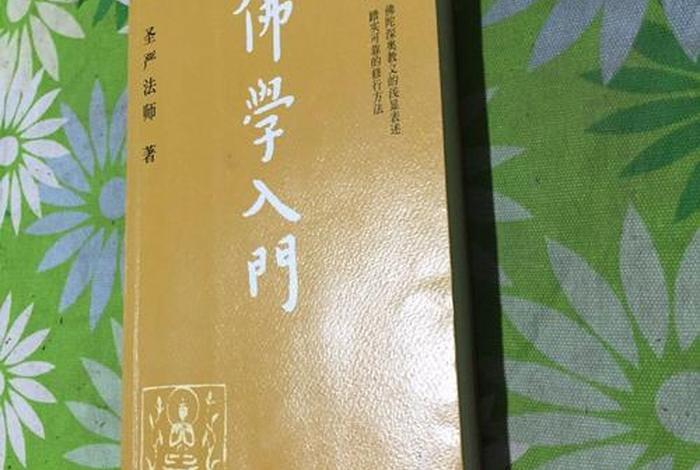 佛陀深奥教义的浅显表述
踏实可靠的修行方法
佛學入門
圣严法师 著